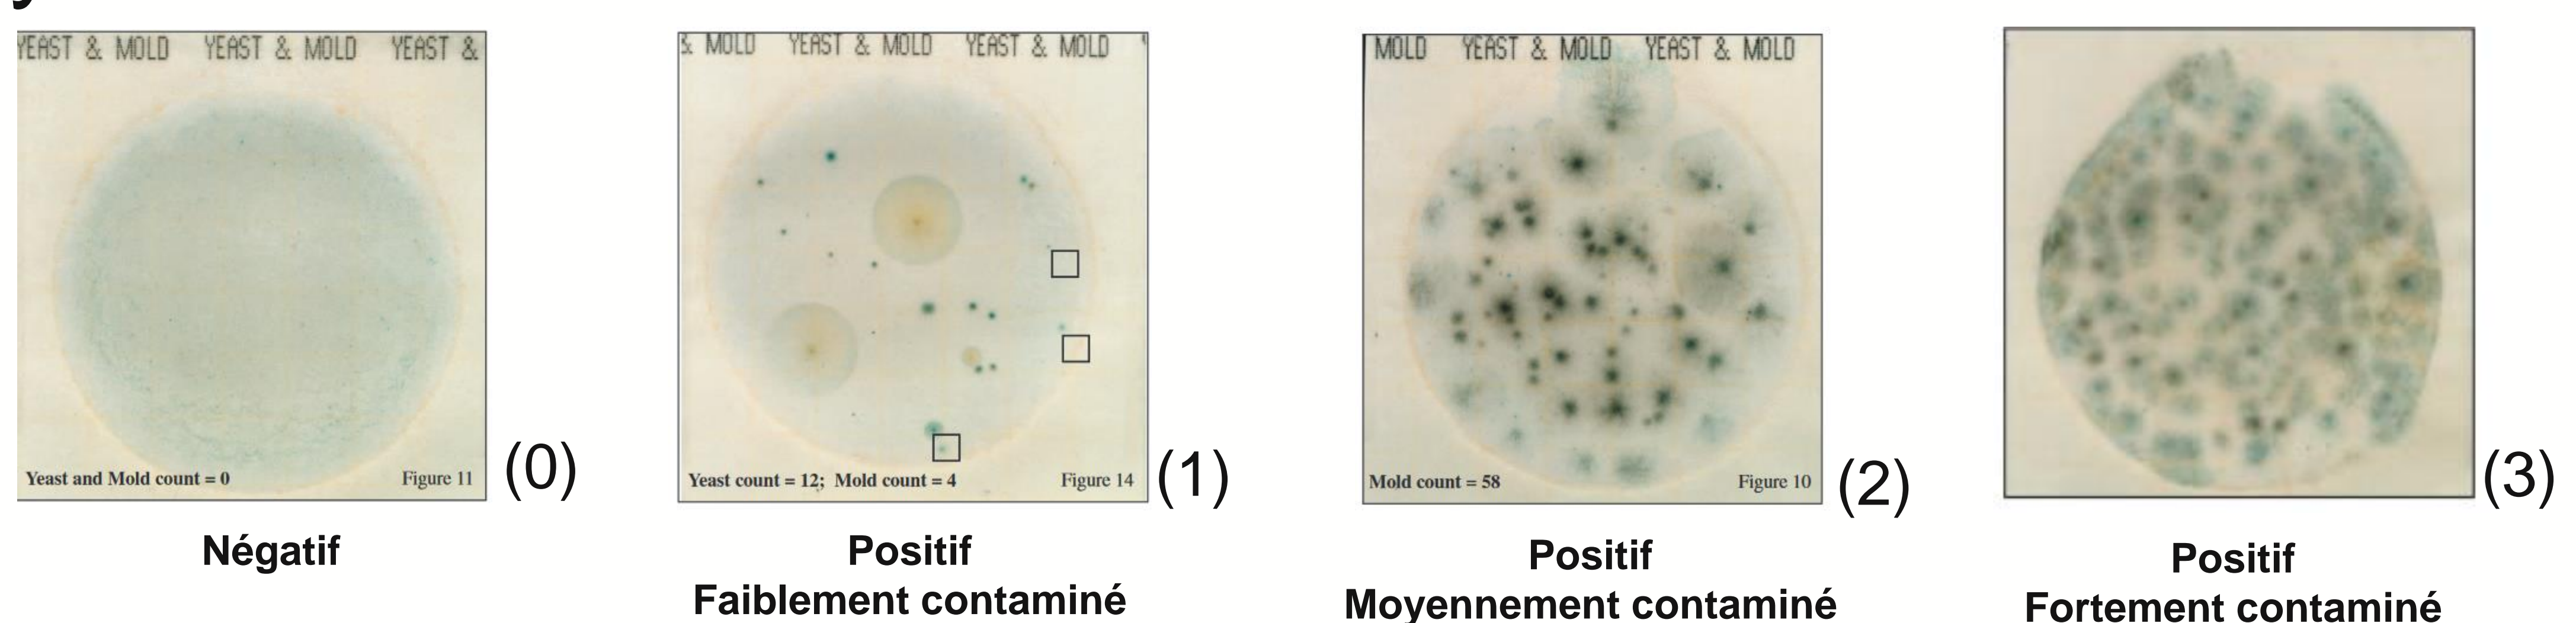 YEAST & MOLD YEAST & MOLD YEAST &
Yeast and Mold count = 0 Figure 11
(0)
Négatif
& MOLD YEAST & MOLD YEAST & MOLD
Yeast count = 12; Mold count = 4 Figure 14
(1)
Positif
Faiblement contaminé
MOLD YEAST & MOLD YEAST & MOLD
Mold count = 58 Figure 10
(2)
Positif
Moyennement contaminé
(3)
Positif
Fortement contaminé